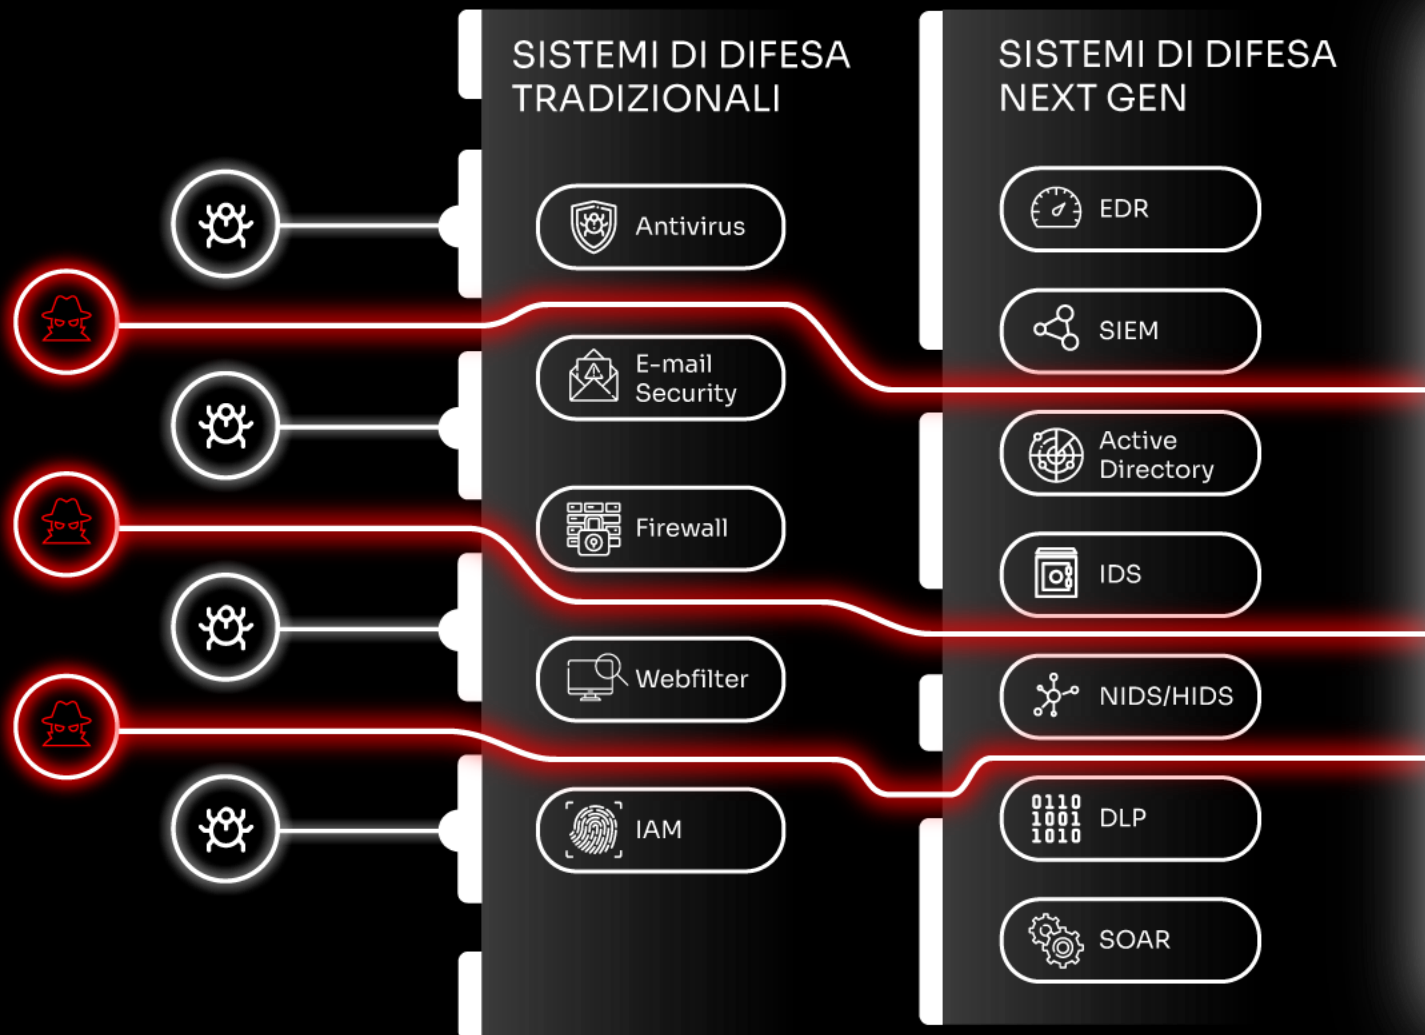 SISTEMI DI DIFESA
TRADIZIONALI
Antivirus
E-mail
Security
Firewall
Webfilter
IAM
SISTEMI DI DIFESA
NEXT GEN
EDR
SIEM
Active
Directory
IDS
NIDS/HIDS
0110
1001
1010
DLP
SOAR